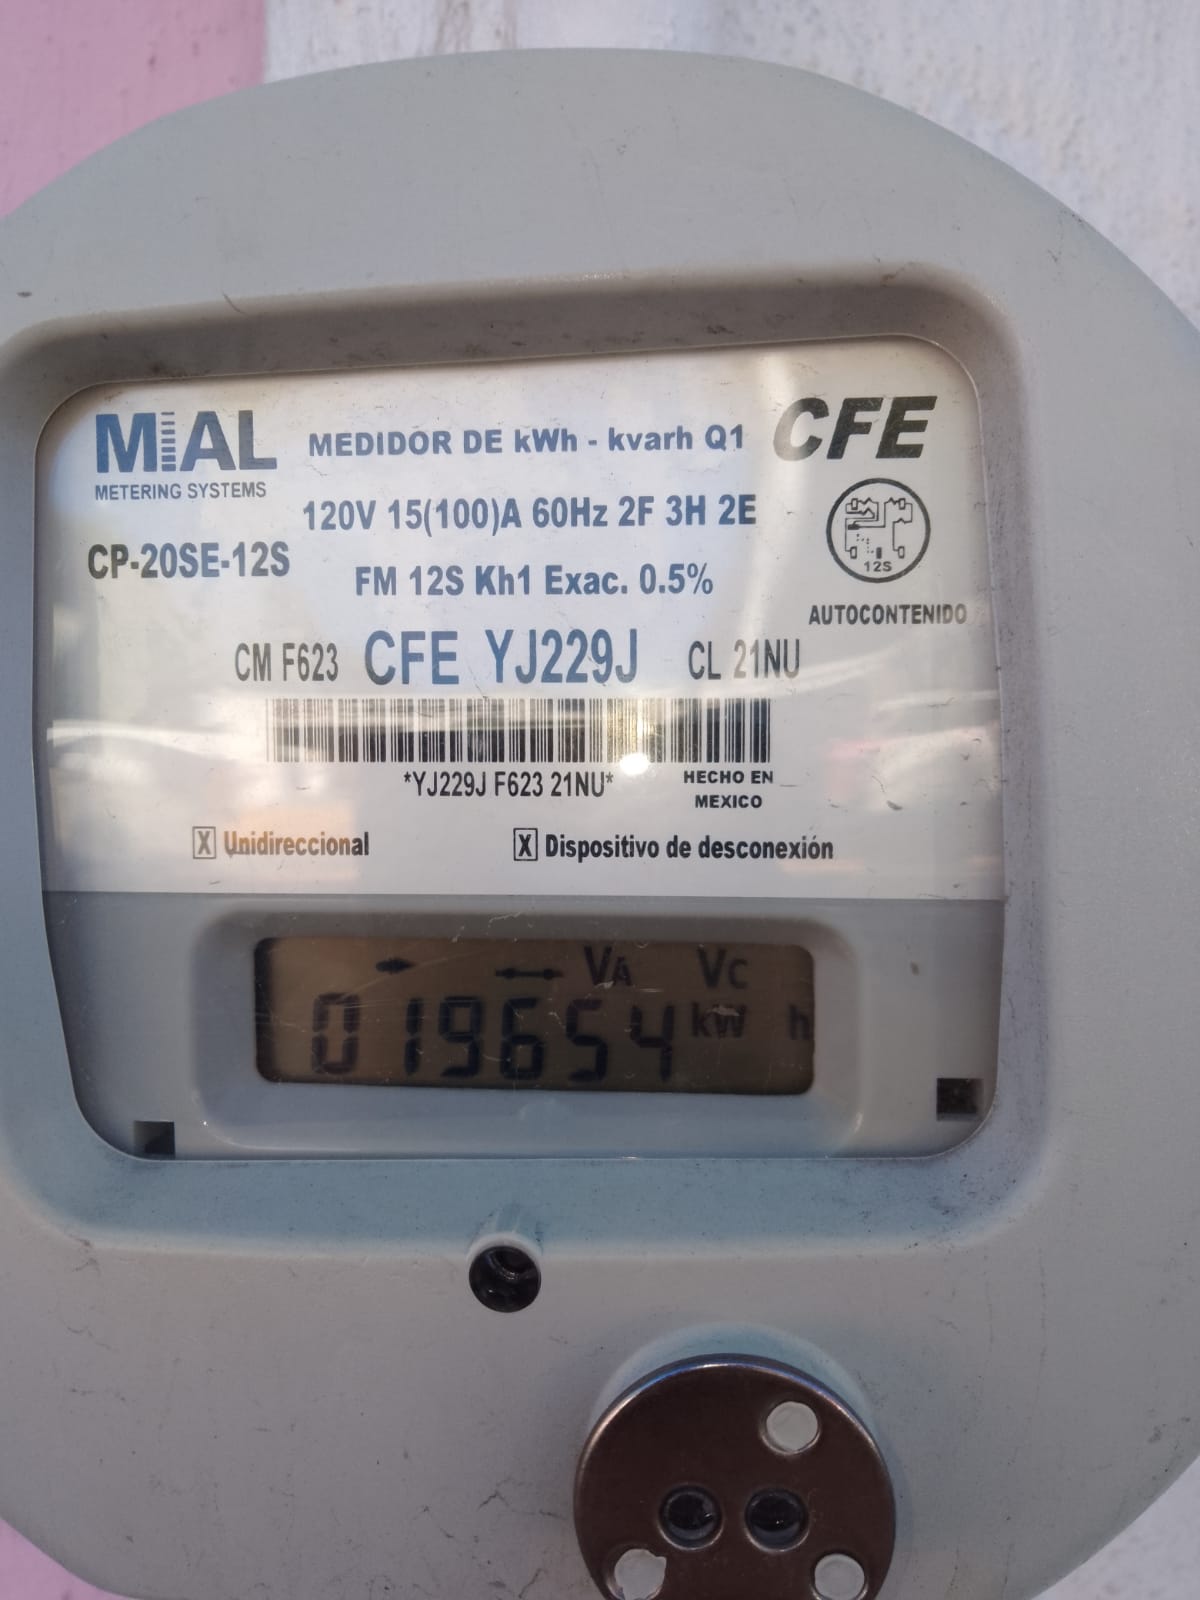 MIAL
METERING SYSTEMS
MEDIDOR DE kWh - kvarh Q1
CFE
120V 15(100)A 60Hz 2F 3H 2E
CP-20SE-12S
FM 12S Kh1 Exac. 0.5%
12S
AUTOCONTENIDO
CM F623 CFE YJ229J CL 21NU
*YJ229J F623 21NU*
HECHO EN
MEXICO
X Unidireccional
X Dispositivo de desconexión
VA VC
019654 kW h